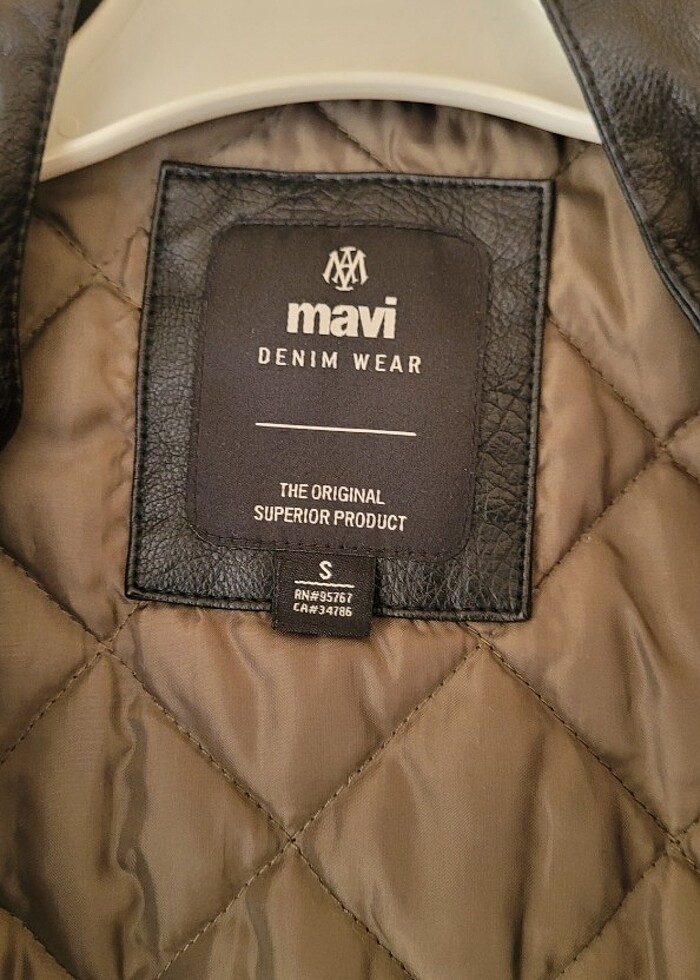 mavi
DENIM WEAR
THE ORIGINAL
SUPERIOR PRODUCT
S
RN#95767
CA#34786